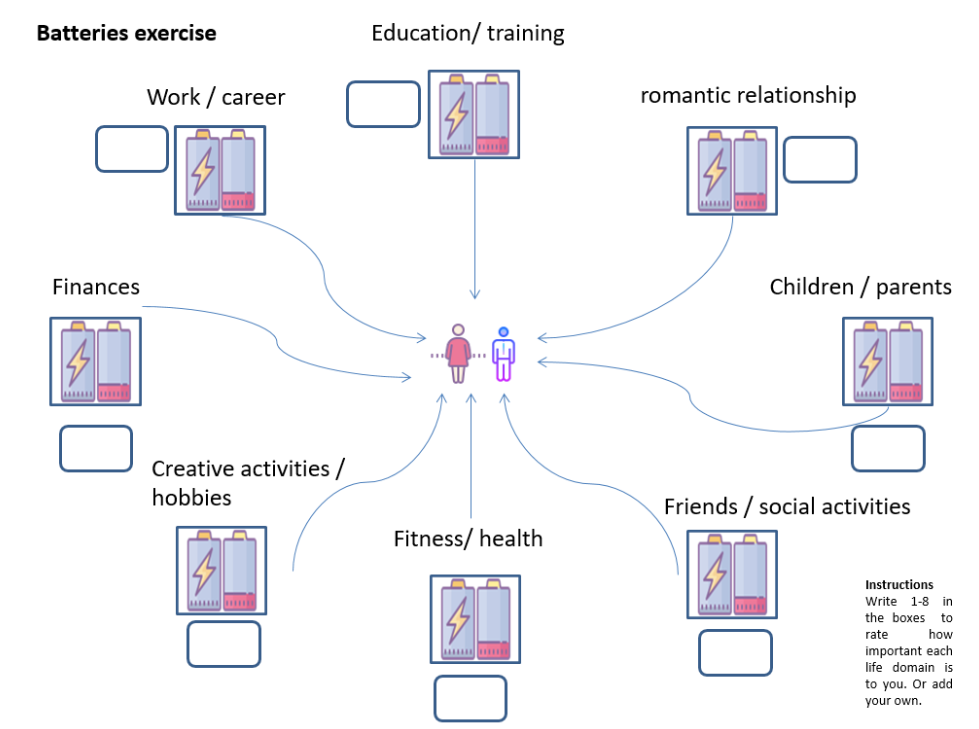 Batteries exercise
Education/ training
Work / career
romantic relationship
Finances
Children / parents
Creative activities /
hobbies
Fitness/ health
Friends / social activities
Instructions
Write 1-8 in
the boxes to
rate how
important each
life domain is
to you. Or add
your own.